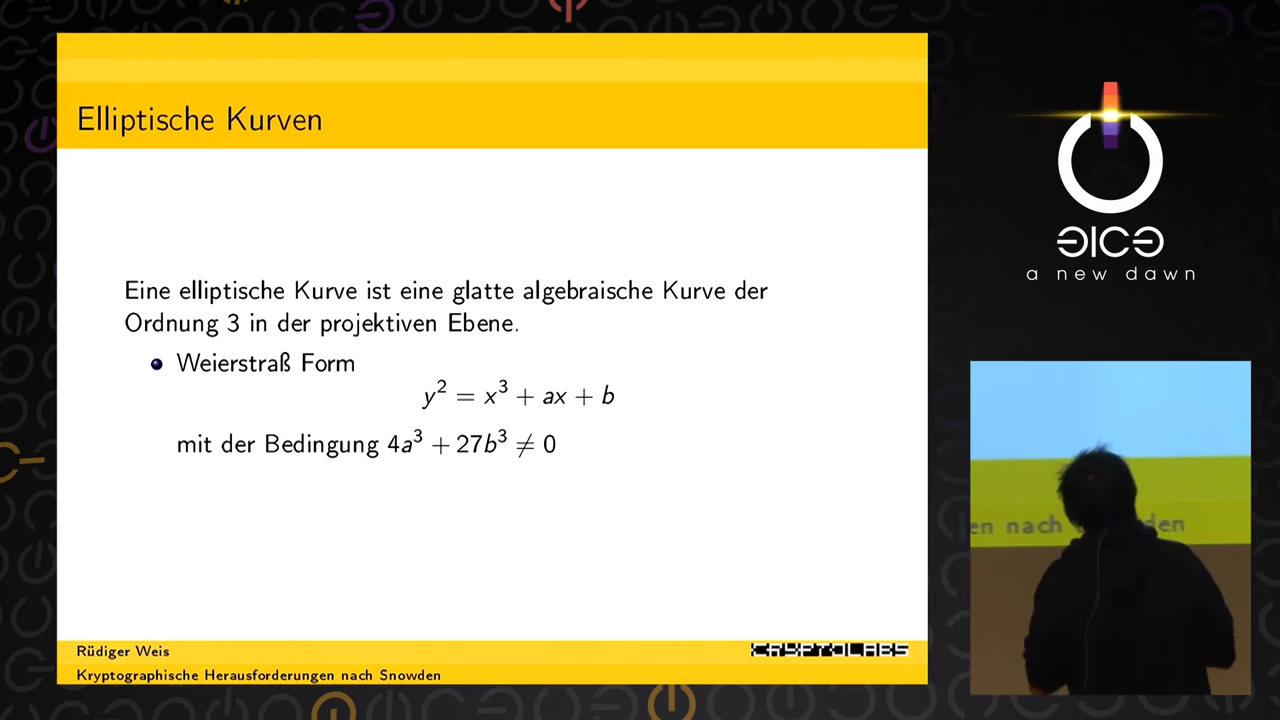 Elliptische Kurven
Eine elliptische Kurve ist eine glatte algebraische Kurve der
Ordnung 3 in der projektiven Ebene.
Weierstraß Form
y² = x³ + ax + b
mit der Bedingung 4a³ + 27b³ ≠ 0
Rüdiger Weis
CRYPTOLABS
Kryptographische Herausforderungen nach Snowden
ƎICƎ
a new dawn
en nach
den